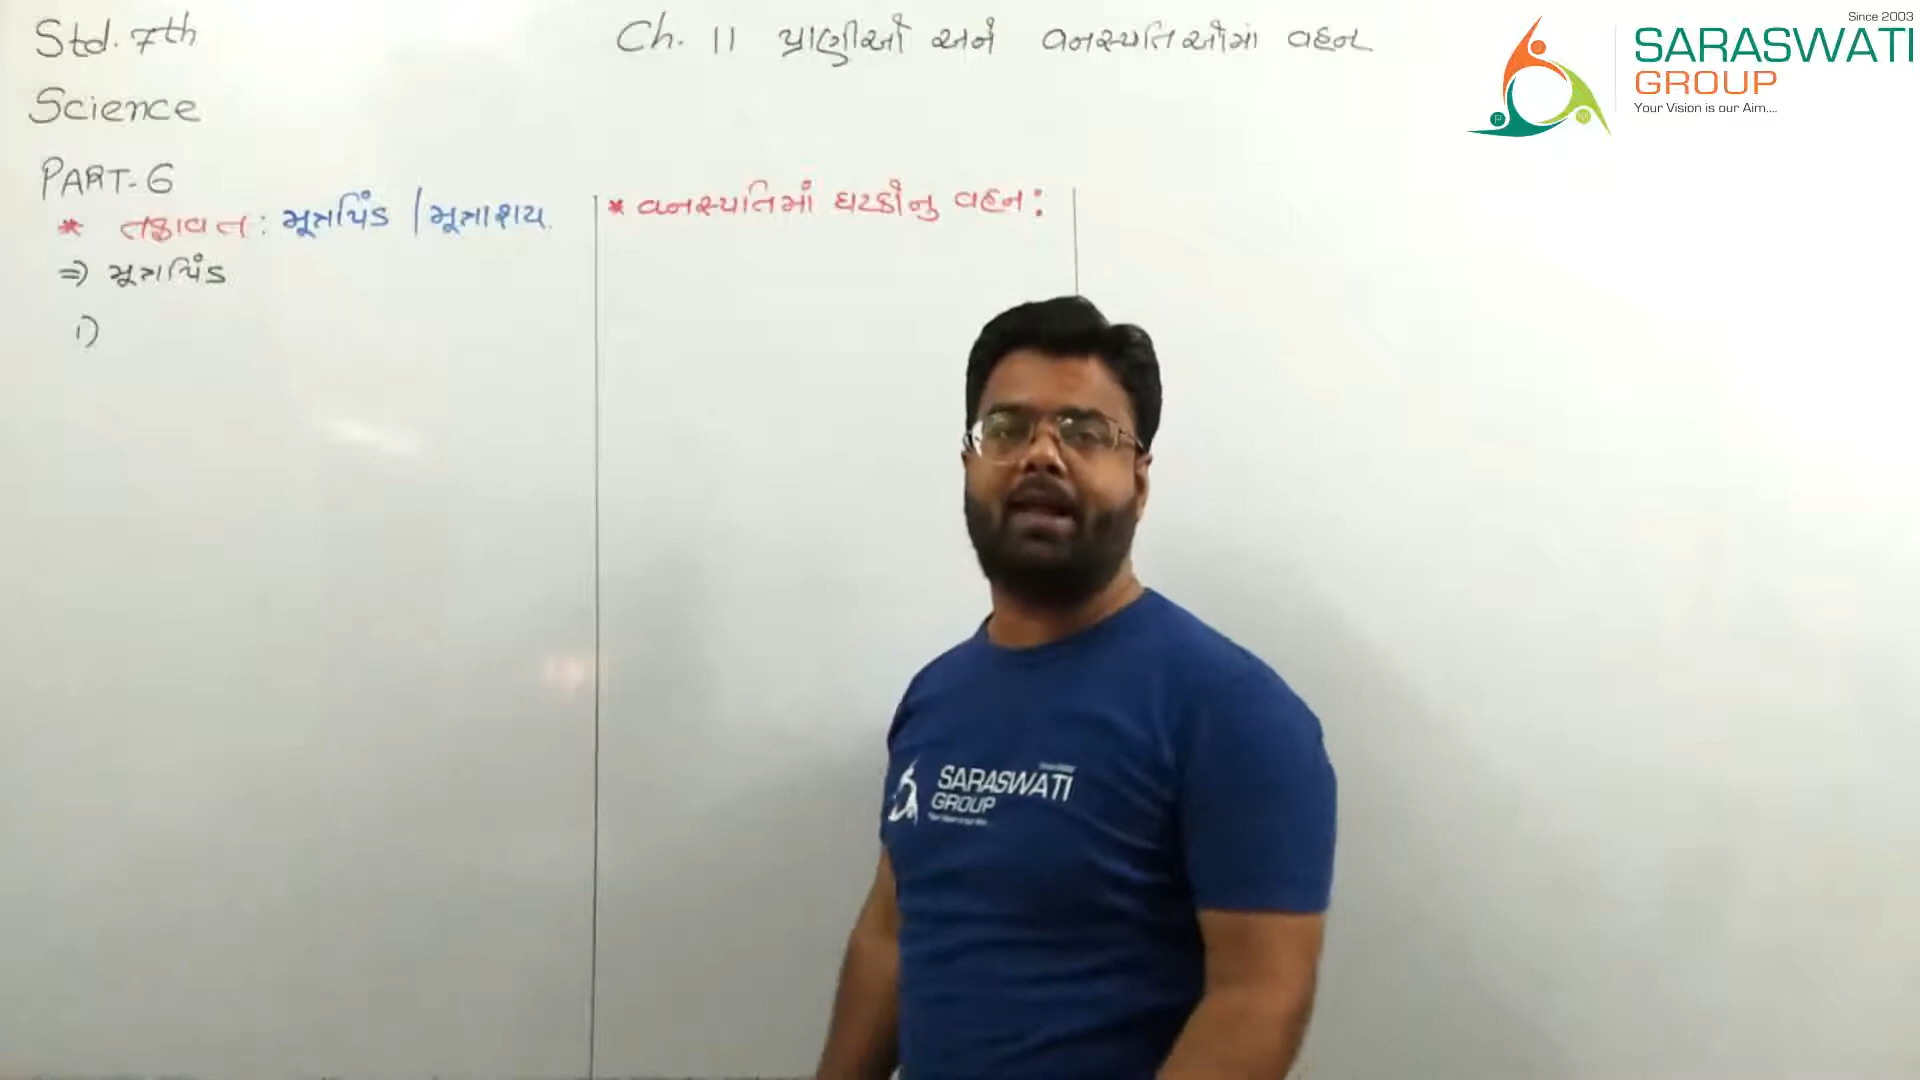 Std. 7th
Ch. 11 પ્રાણીઓ અને વનસ્પતિઓમાં વહન
Science
PART-6
* તફાવત : મૂત્રપિંડ / મૂત્રાશય.
⇒ મૂત્રપિંડ
1)
* વનસ્પતિમાં ઘટકોનુ વહન :
Since 2003
SARASWATI
GROUP
Your Vision is our Aim....
SARASWATI
GROUP